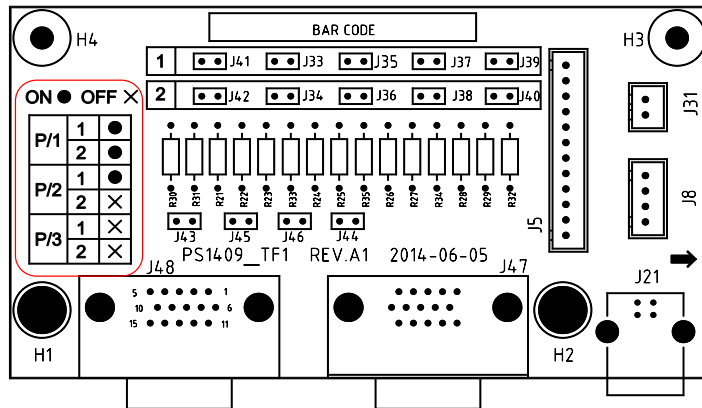 BAR CODE
H4
H3
1 J41 J33 J35 J37 J39
2 J42 J34 J36 J38 J40
J31
ON ● OFF ×
P/1 1 ●
2 ●
P/2 1 ●
2 ×
P/3 1 ×
2 ×
R30 R31 R21 R22 R23 R33 R24 R25 R35 R26 R27 R34 R28 R29 R32
J5
J8
J43 J45 J46 J44
PS1409_TF1 REV.A1 2014-06-05
J48
J47
J21
5 1
10 6
15 11
H1
H2